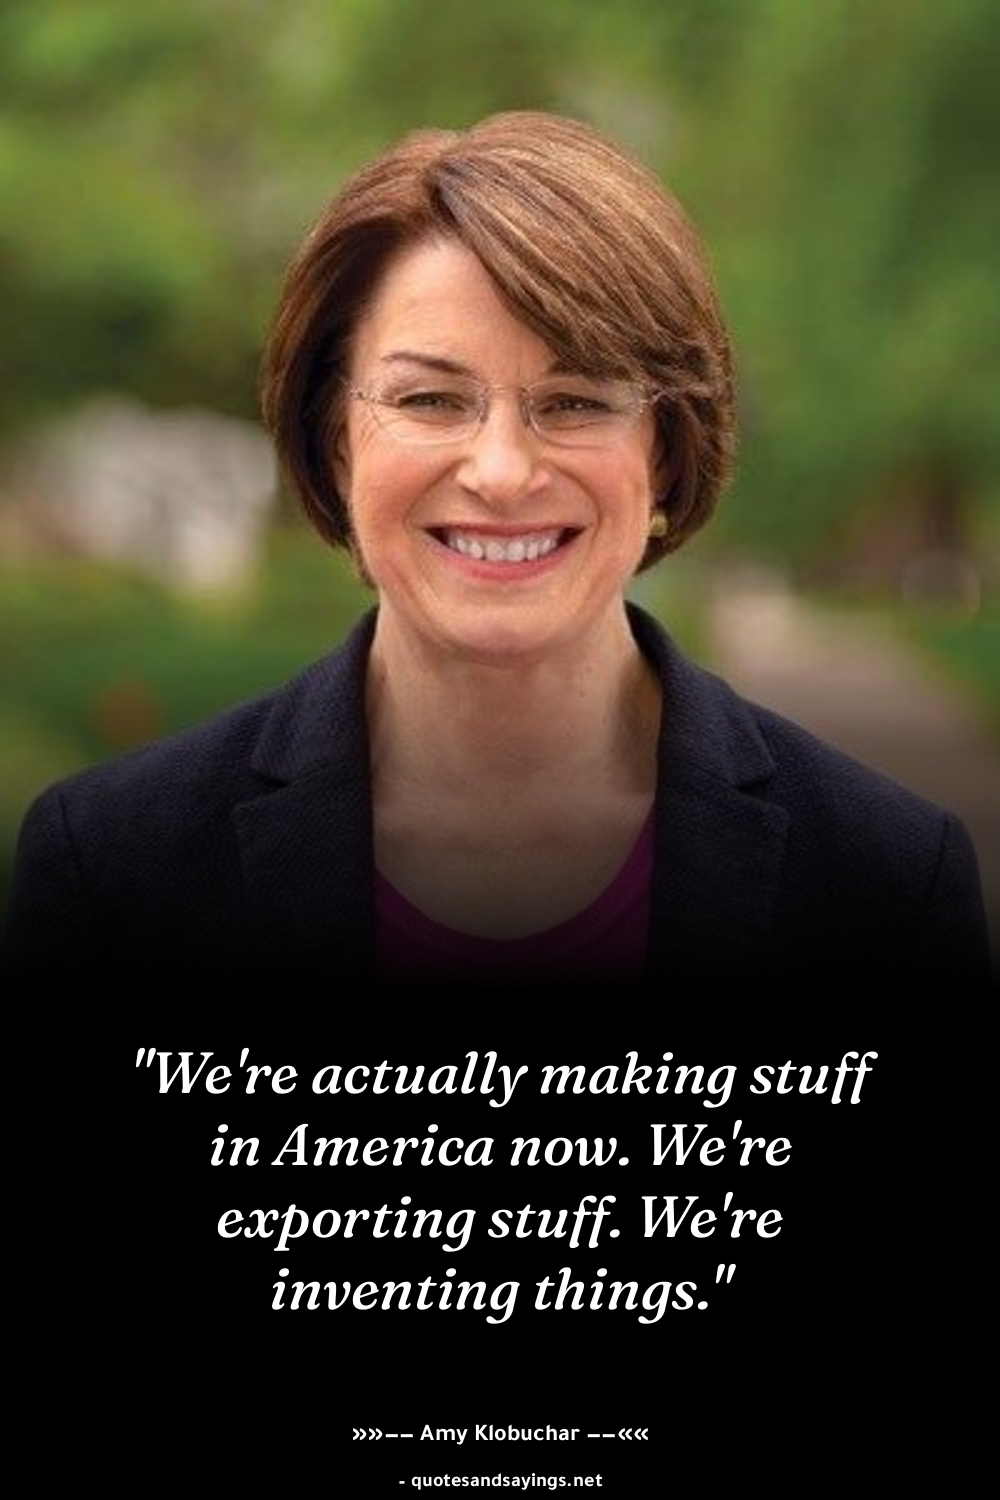 "We're actually making stuff
in America now. We're
exporting stuff. We're
inventing things."
»»—— Amy Klobuchar ——««
- quotesandsayings.net